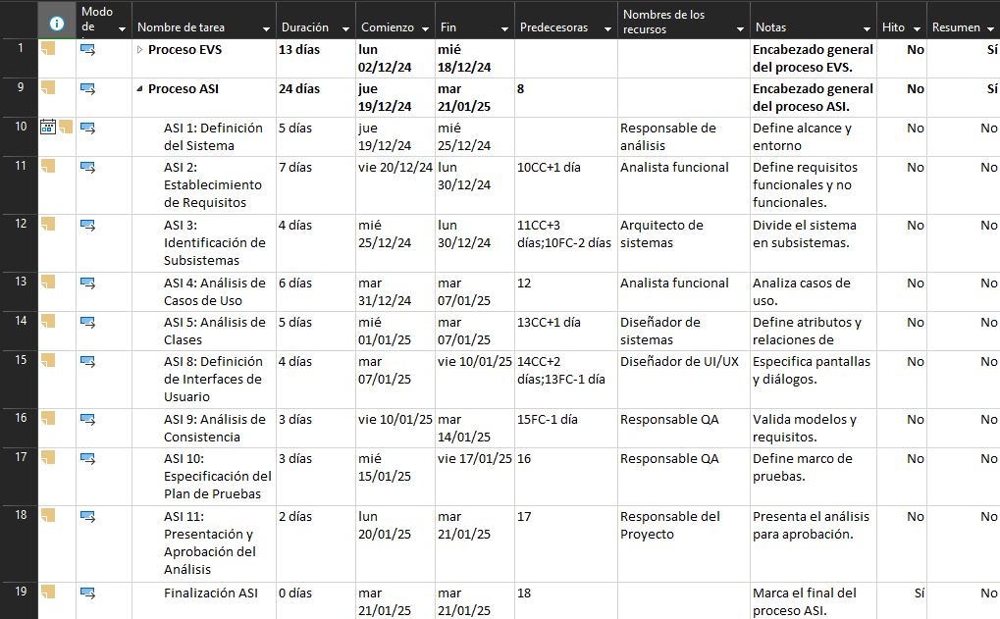 Modo de Nombre de tarea Duración Comienzo Fin Predecesoras Nombres de los recursos Notas Hito Resumen
1 Proceso EVS 13 días lun 02/12/24 mié 18/12/24 Encabezado general del proceso EVS. No Sí
9 Proceso ASI 24 días jue 19/12/24 mar 21/01/25 8 Encabezado general del proceso ASI. No Sí
10 ASI 1: Definición del Sistema 5 días jue 19/12/24 mié 25/12/24 Responsable de análisis Define alcance y entorno No No
11 ASI 2: Establecimiento de Requisitos 7 días vie 20/12/24 lun 30/12/24 10CC+1 día Analista funcional Define requisitos funcionales y no funcionales. No No
12 ASI 3: Identificación de Subsistemas 4 días mié 25/12/24 lun 30/12/24 11CC+3 días;10FC-2 días Arquitecto de sistemas Divide el sistema en subsistemas. No No
13 ASI 4: Análisis de Casos de Uso 6 días mar 31/12/24 mar 07/01/25 12 Analista funcional Analiza casos de uso. No No
14 ASI 5: Análisis de Clases 5 días mié 01/01/25 mar 07/01/25 13CC+1 día Diseñador de sistemas Define atributos y relaciones de No No
15 ASI 8: Definición de Interfaces de Usuario 4 días mar 07/01/25 vie 10/01/25 14CC+2 días;13FC-1 día Diseñador de UI/UX Especifica pantallas y diálogos. No No
16 ASI 9: Análisis de Consistencia 3 días vie 10/01/25 mar 14/01/25 15FC-1 día Responsable QA Valida modelos y requisitos. No No
17 ASI 10: Especificación del Plan de Pruebas 3 días mié 15/01/25 vie 17/01/25 16 Responsable QA Define marco de pruebas. No No
18 ASI 11: Presentación y Aprobación del Análisis 2 días lun 20/01/25 mar 21/01/25 17 Responsable del Proyecto Presenta el análisis para aprobación. No No
19 Finalización ASI 0 días mar 21/01/25 mar 21/01/25 18 Marca el final del proceso ASI. Sí No